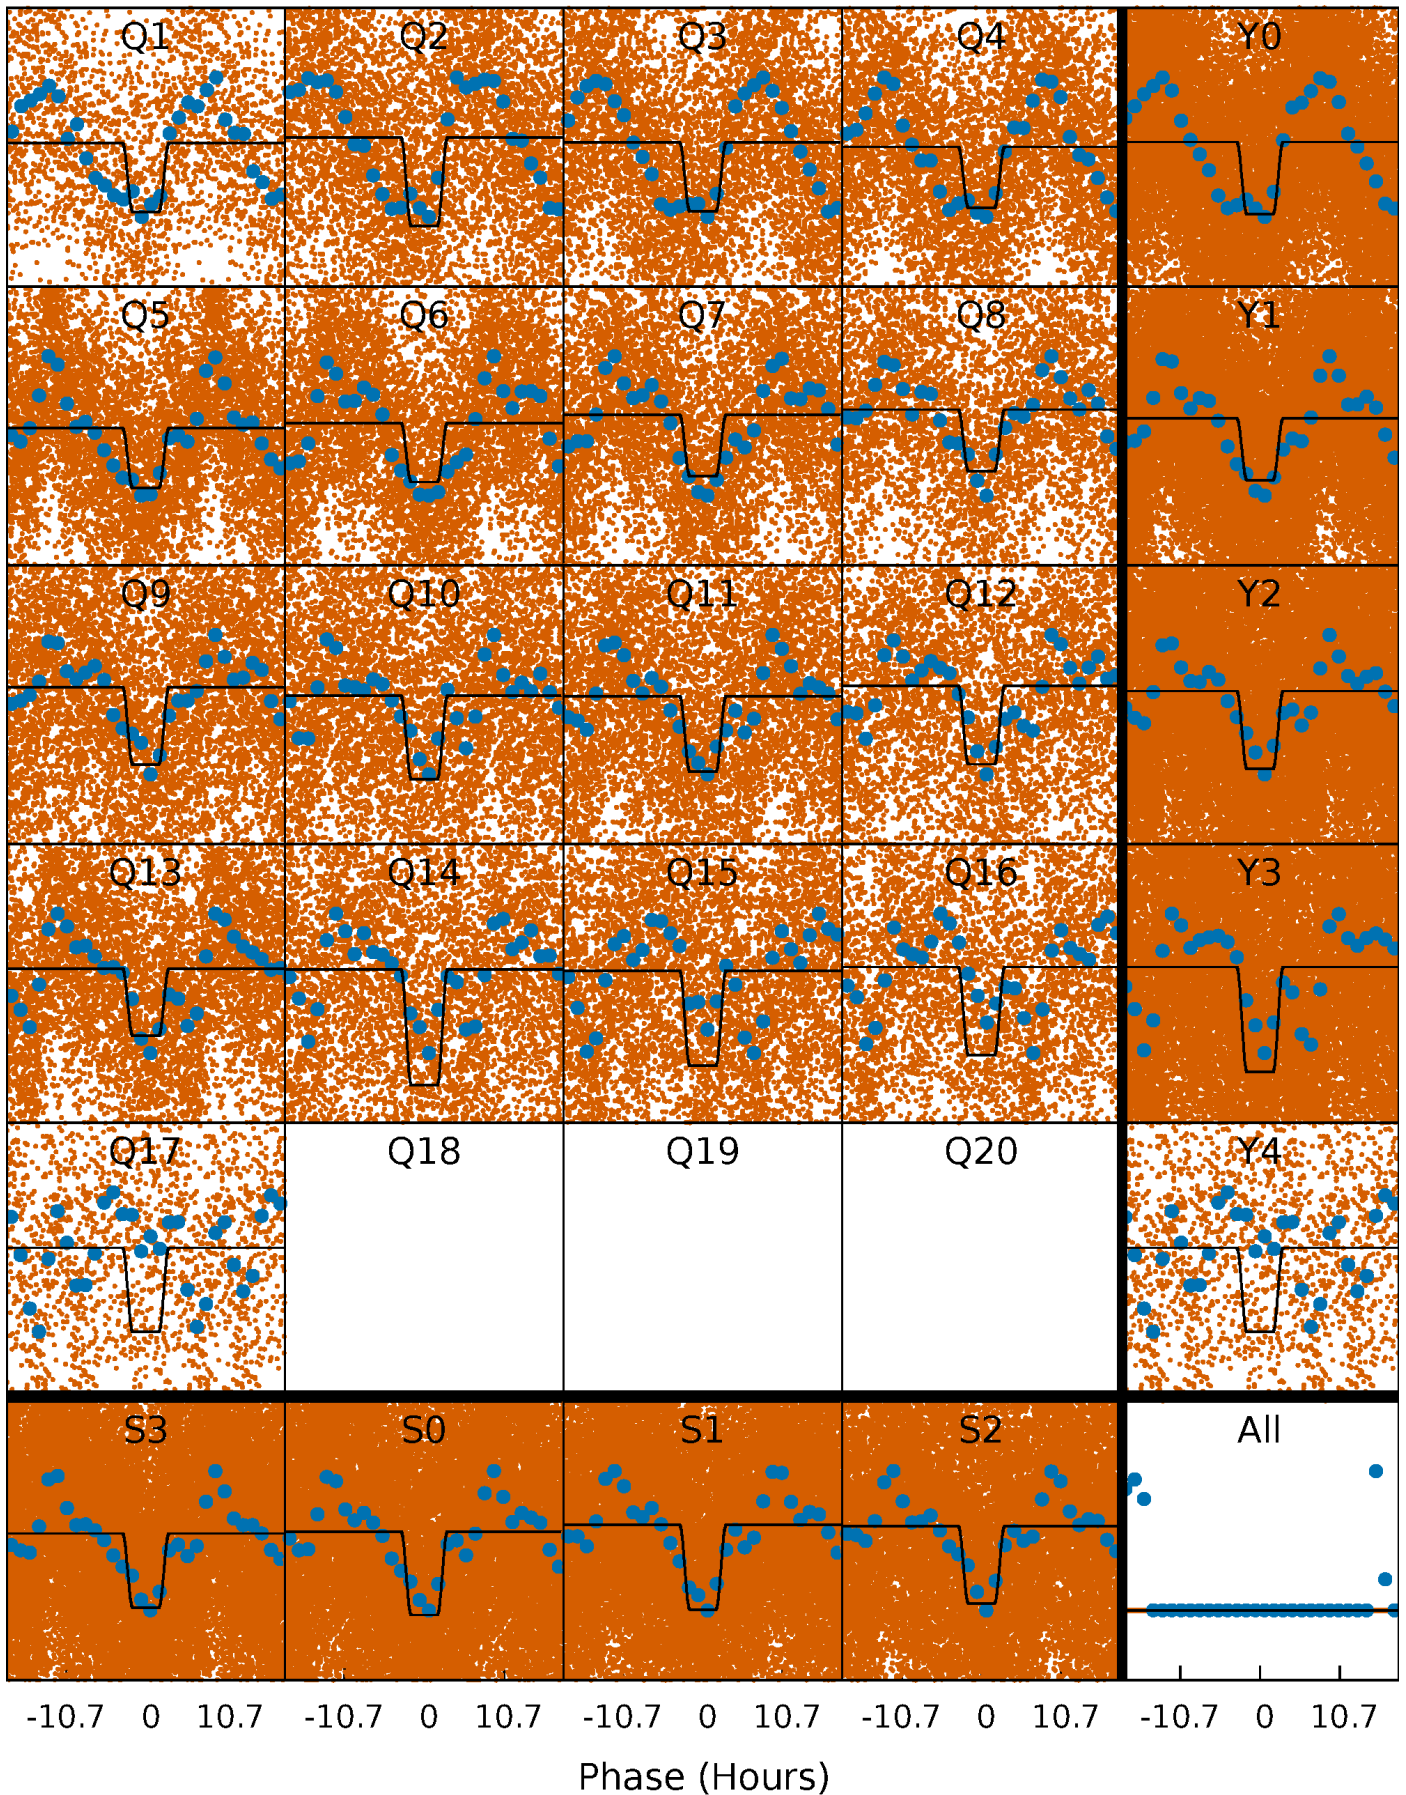 Q1 Q2 Q3 Q4 Y0
Q5 Q6 Q7 Q8 Y1
Q9 Q10 Q11 Q12 Y2
Q13 Q14 Q15 Q16 Y3
Q17 Q18 Q19 Q20 Y4
S3 S0 S1 S2 All
-10.7 0 10.7 -10.7 0 10.7 -10.7 0 10.7 -10.7 0 10.7 -10.7 0 10.7
Phase (Hours)